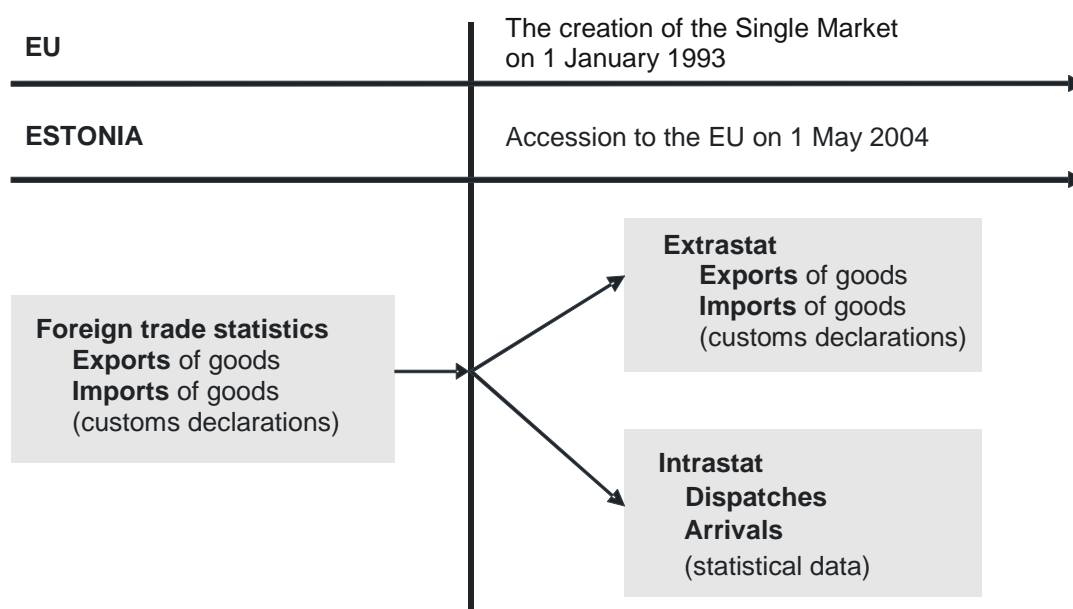 EU
The creation of the Single Market
on 1 January 1993
ESTONIA
Accession to the EU on 1 May 2004
Foreign trade statistics
Exports of goods
Imports of goods
(customs declarations)
Extrastat
Exports of goods
Imports of goods
(customs declarations)
Intrastat
Dispatches
Arrivals
(statistical data)